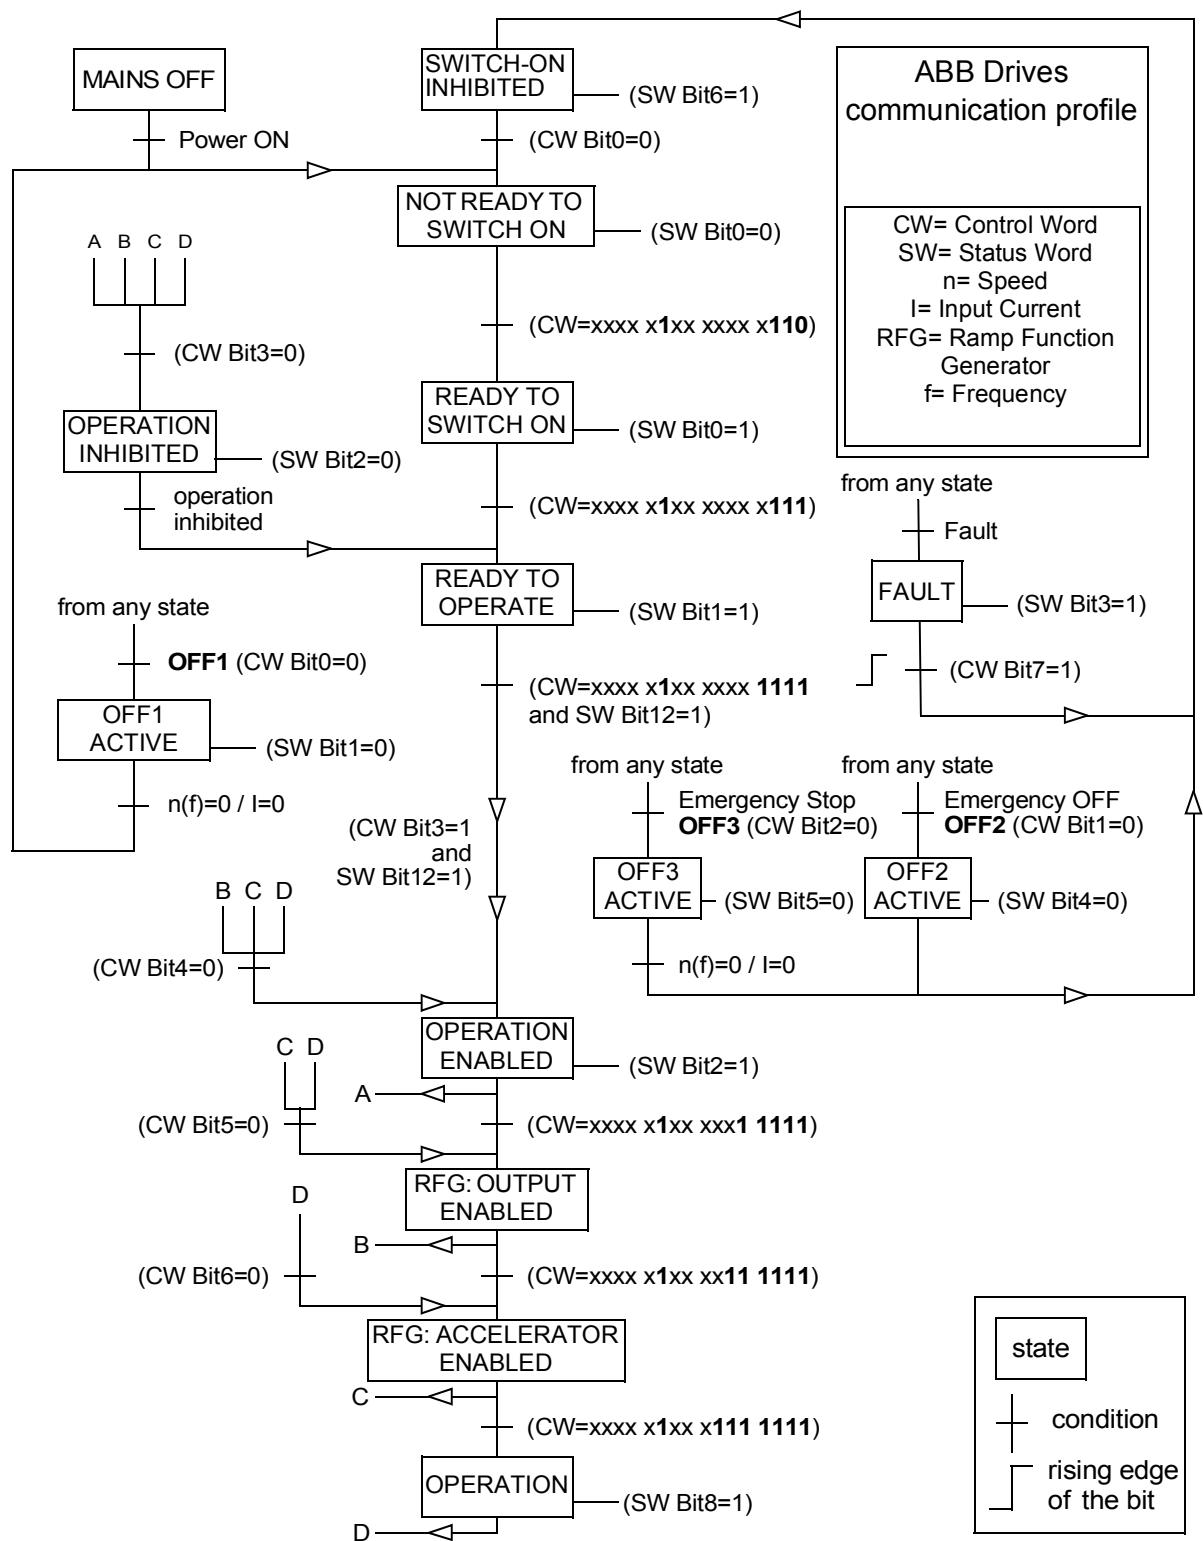 MAINS OFF
Power ON
SWITCH-ON
INHIBITED
(SW Bit6=1)
(CW Bit0=0)
ABB Drives
communication profile
CW= Control Word
SW= Status Word
n= Speed
I= Input Current
RFG= Ramp Function
Generator
f= Frequency
NOT READY TO
SWITCH ON
(SW Bit0=0)
A B C D
(CW Bit3=0)
(CW=xxxx x1xx xxxx x110)
OPERATION
INHIBITED
(SW Bit2=0)
operation
inhibited
READY TO
SWITCH ON
(SW Bit0=1)
(CW=xxxx x1xx xxxx x111)
from any state
Fault
FAULT
(SW Bit3=1)
(CW Bit7=1)
READY TO
OPERATE
(SW Bit1=1)
from any state
OFF1 (CW Bit0=0)
(CW=xxxx x1xx xxxx 1111
and SW Bit12=1)
OFF1
ACTIVE
(SW Bit1=0)
n(f)=0 / I=0
from any state
Emergency Stop
OFF3 (CW Bit2=0)
OFF3
ACTIVE
(SW Bit5=0)
n(f)=0 / I=0
from any state
Emergency OFF
OFF2 (CW Bit1=0)
OFF2
ACTIVE
(SW Bit4=0)
(CW Bit3=1
and
SW Bit12=1)
B C D
(CW Bit4=0)
OPERATION
ENABLED
(SW Bit2=1)
C D
A
(CW Bit5=0)
(CW=xxxx x1xx xxx1 1111)
RFG: OUTPUT
ENABLED
D
B
(CW Bit6=0)
(CW=xxxx x1xx xx11 1111)
RFG: ACCELERATOR
ENABLED
C
(CW=xxxx x1xx x111 1111)
OPERATION
(SW Bit8=1)
D
state
condition
rising edge
of the bit